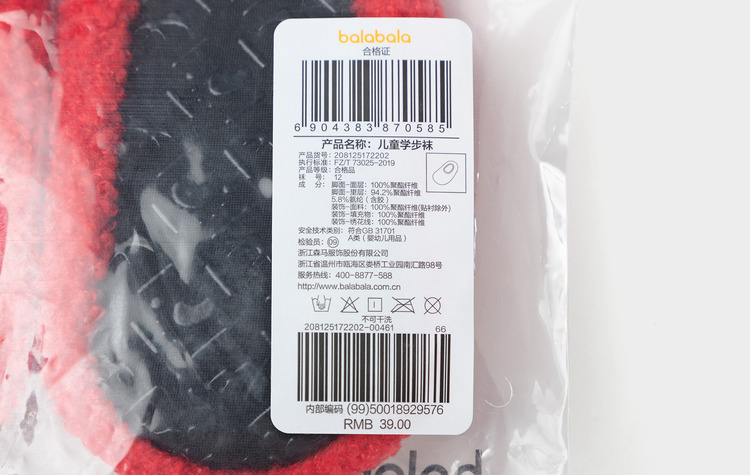 balabala
合格证
6 904383 870585
产品名称：儿童学步袜
产品货号：208125172202
执行标准：FZ/T 73025-2019
产品等级：合格品
袜 号：12
成 分：脚面-面层：100%聚酯纤维
脚面-里层：94.2%聚酯纤维
5.8%氨纶（含胶）
装饰-面料：100%聚酯纤维(贴衬除外)
装饰-填充物：100%聚酯纤维
装饰-绣花线：100%聚酯纤维
安全技术类别：符合GB 31701
A类（婴幼儿用品）
检验员：09
浙江森马服饰股份有限公司
浙江省温州市瓯海区娄桥工业园南汇路98号
服务热线：400-8877-588
http://www.balabala.com.cn
不可干洗
208125172202-00461 66
内部编码 (99)50018929576
RMB 39.00